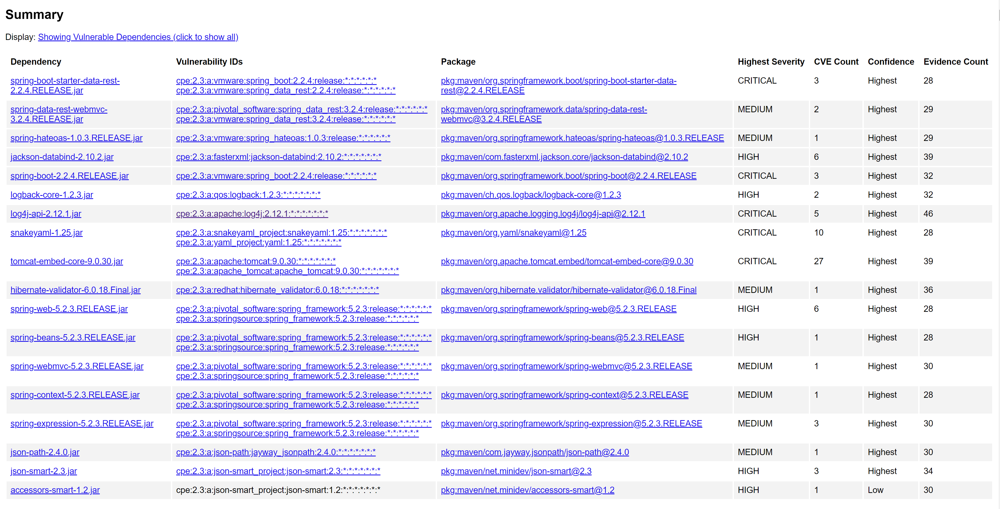 Summary
Display: Showing Vulnerable Dependencies (click to show all)
Dependency Vulnerability IDs Package Highest Severity CVE Count Confidence Evidence Count
spring-boot-starter-data-rest- cpe:2.3:a:vmware:spring_boot:2.2.4:release:*:*:*:*:*:* pkg:maven/org.springframework.boot/spring-boot-starter-data- CRITICAL 3 Highest 28
2.2.4.RELEASE.jar cpe:2.3:a:vmware:spring_data_rest:2.2.4:release:*:*:*:*:*:* rest@2.2.4.RELEASE
spring-data-rest-webmvc- cpe:2.3:a:pivotal_software:spring_data_rest:3.2.4:release:*:*:*:*:*:* pkg:maven/org.springframework.data/spring-data-rest- MEDIUM 2 Highest 29
3.2.4.RELEASE.jar cpe:2.3:a:vmware:spring_data_rest:3.2.4:release:*:*:*:*:*:* webmvc@3.2.4.RELEASE
spring-hateoas-1.0.3.RELEASE.jar cpe:2.3:a:vmware:spring_hateoas:1.0.3:release:*:*:*:*:*:* pkg:maven/org.springframework.hateoas/spring-hateoas@1.0.3.RELEASE MEDIUM 1 Highest 29
jackson-databind-2.10.2.jar cpe:2.3:a:fasterxml:jackson-databind:2.10.2:*:*:*:*:*:*:* pkg:maven/com.fasterxml.jackson.core/jackson-databind@2.10.2 HIGH 6 Highest 39
spring-boot-2.2.4.RELEASE.jar cpe:2.3:a:vmware:spring_boot:2.2.4:release:*:*:*:*:*:* pkg:maven/org.springframework.boot/spring-boot@2.2.4.RELEASE CRITICAL 3 Highest 32
logback-core-1.2.3.jar cpe:2.3:a:qos:logback:1.2.3:*:*:*:*:*:*:* pkg:maven/ch.qos.logback/logback-core@1.2.3 HIGH 2 Highest 32
log4j-api-2.12.1.jar cpe:2.3:a:apache:log4j:2.12.1:*:*:*:*:*:*:* pkg:maven/org.apache.logging.log4j/log4j-api@2.12.1 CRITICAL 5 Highest 46
snakeyaml-1.25.jar cpe:2.3:a:snakeyaml_project:snakeyaml:1.25:*:*:*:*:*:*:* pkg:maven/org.yaml/snakeyaml@1.25 CRITICAL 10 Highest 28
cpe:2.3:a:yaml_project:yaml:1.25:*:*:*:*:*:*:*
tomcat-embed-core-9.0.30.jar cpe:2.3:a:apache:tomcat:9.0.30:*:*:*:*:*:*:* pkg:maven/org.apache.tomcat.embed/tomcat-embed-core@9.0.30 CRITICAL 27 Highest 39
cpe:2.3:a:apache_tomcat:apache_tomcat:9.0.30:*:*:*:*:*:*:*
hibernate-validator-6.0.18.Final.jar cpe:2.3:a:redhat:hibernate_validator:6.0.18:*:*:*:*:*:*:* pkg:maven/org.hibernate.validator/hibernate-validator@6.0.18.Final MEDIUM 1 Highest 36
spring-web-5.2.3.RELEASE.jar cpe:2.3:a:pivotal_software:spring_framework:5.2.3:release:*:*:*:*:*:* pkg:maven/org.springframework/spring-web@5.2.3.RELEASE HIGH 6 Highest 28
cpe:2.3:a:springsource:spring_framework:5.2.3:release:*:*:*:*:*:*
spring-beans-5.2.3.RELEASE.jar cpe:2.3:a:pivotal_software:spring_framework:5.2.3:release:*:*:*:*:*:* pkg:maven/org.springframework/spring-beans@5.2.3.RELEASE HIGH 1 Highest 28
cpe:2.3:a:springsource:spring_framework:5.2.3:release:*:*:*:*:*:*
spring-webmvc-5.2.3.RELEASE.jar cpe:2.3:a:pivotal_software:spring_framework:5.2.3:release:*:*:*:*:*:* pkg:maven/org.springframework/spring-webmvc@5.2.3.RELEASE MEDIUM 1 Highest 30
cpe:2.3:a:springsource:spring_framework:5.2.3:release:*:*:*:*:*:*
spring-context-5.2.3.RELEASE.jar cpe:2.3:a:pivotal_software:spring_framework:5.2.3:release:*:*:*:*:*:* pkg:maven/org.springframework/spring-context@5.2.3.RELEASE MEDIUM 1 Highest 28
cpe:2.3:a:springsource:spring_framework:5.2.3:release:*:*:*:*:*:*
spring-expression-5.2.3.RELEASE.jar cpe:2.3:a:pivotal_software:spring_framework:5.2.3:release:*:*:*:*:*:* pkg:maven/org.springframework/spring-expression@5.2.3.RELEASE MEDIUM 3 Highest 30
cpe:2.3:a:springsource:spring_framework:5.2.3:release:*:*:*:*:*:*
json-path-2.4.0.jar cpe:2.3:a:json-path:jayway_jsonpath:2.4.0:*:*:*:*:*:*:* pkg:maven/com.jayway.jsonpath/json-path@2.4.0 MEDIUM 1 Highest 30
json-smart-2.3.jar cpe:2.3:a:json-smart_project:json-smart:2.3:*:*:*:*:*:*:* pkg:maven/net.minidev/json-smart@2.3 HIGH 3 Highest 34
accessors-smart-1.2.jar cpe:2.3:a:json-smart_project:json-smart:1.2:*:*:*:*:*:*:* pkg:maven/net.minidev/accessors-smart@1.2 HIGH 1 Low 30